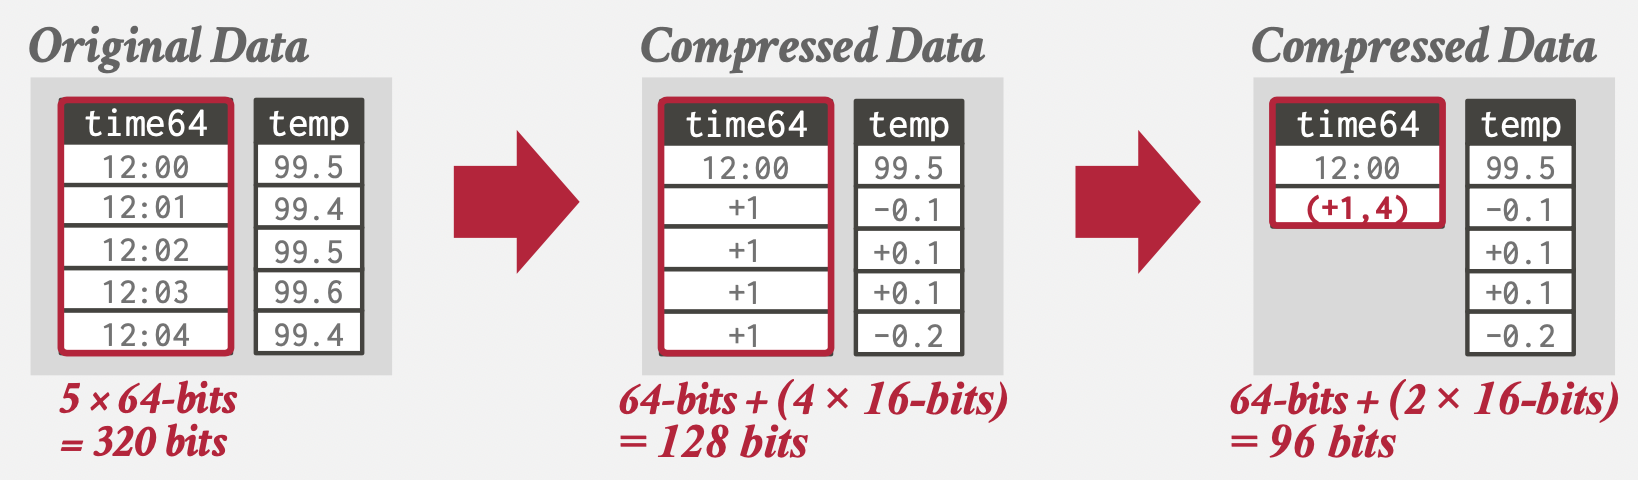 Original Data
time64 temp
12:00 99.5
12:01 99.4
12:02 99.5
12:03 99.6
12:04 99.4
5 × 64-bits
= 320 bits
Compressed Data
time64 temp
12:00 99.5
+1 -0.1
+1 +0.1
+1 +0.1
+1 -0.2
64-bits + (4 × 16-bits)
= 128 bits
Compressed Data
time64 temp
12:00 99.5
(+1,4) -0.1
+0.1
+0.1
-0.2
64-bits + (2 × 16-bits)
= 96 bits